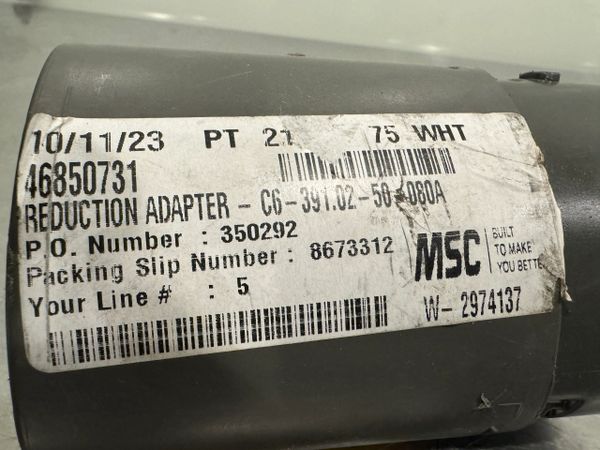 10/11/23 PT 21 75 WHT
46850731
REDUCTION ADAPTER - C6-391.02-50-080A
P.O. Number : 350292
Packing Slip Number : 8673312
Your Line # : 5
MSC
BUILT
TO MAKE
YOU BETTE
W- 2974137